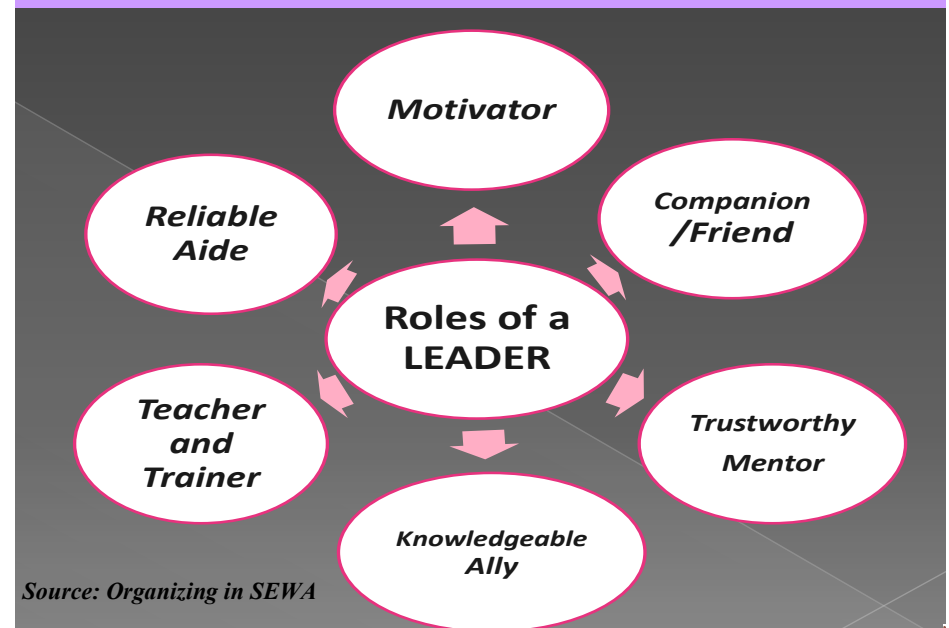 Motivator
Companion
/Friend
Reliable
Aide
Roles of a
LEADER
Teacher
and
Trainer
Trustworthy
Mentor
Knowledgeable
Ally
Source: Organizing in SEWA